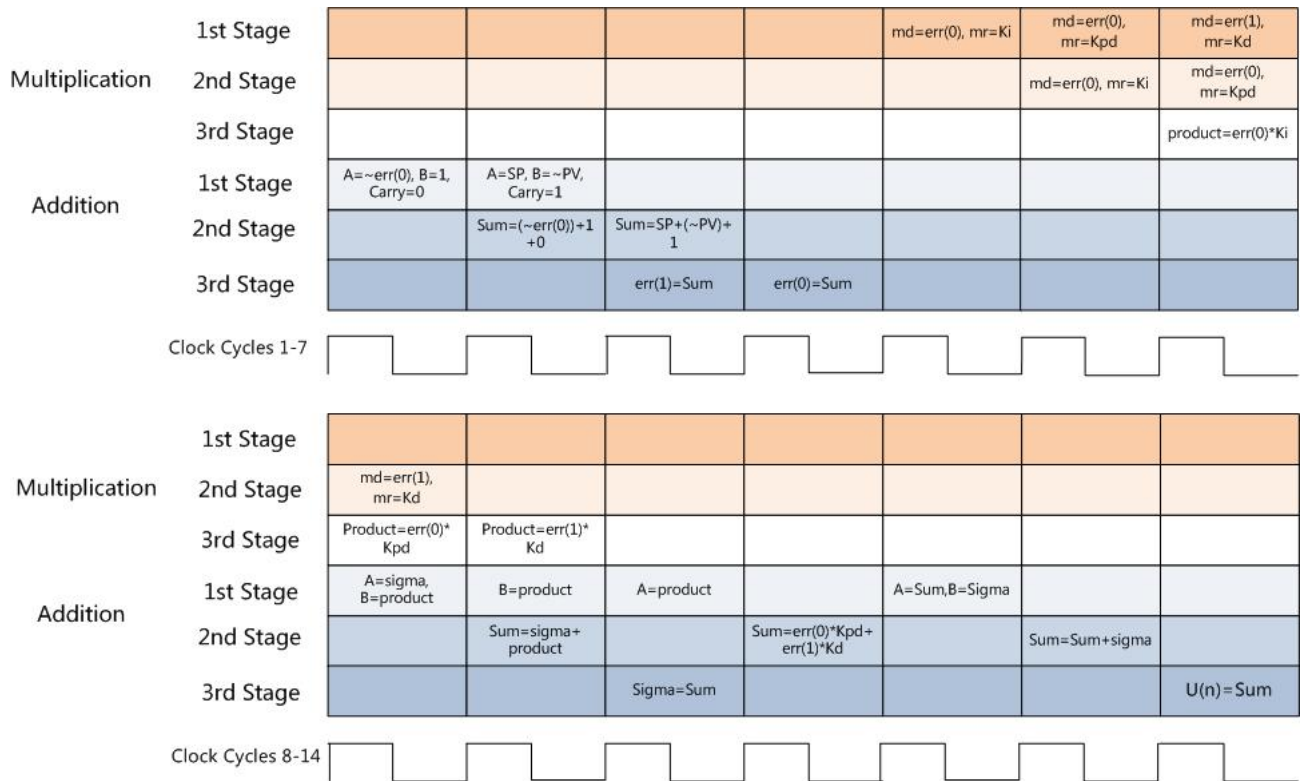 1st Stage
md=err(0), mr=Ki
md=err(0),
mr=Kpd
md=err(1),
mr=Kd
Multiplication
2nd Stage
md=err(0), mr=Ki
md=err(0),
mr=Kpd
3rd Stage
product=err(0)*Ki
1st Stage
A=~err(0), B=1,
Carry=0
A=SP, B=~PV,
Carry=1
Addition
2nd Stage
Sum=(~err(0))+1
+0
Sum=SP+(~PV)+
1
3rd Stage
err(1)=Sum
err(0)=Sum
Clock Cycles 1-7
1st Stage
Multiplication
2nd Stage
md=err(1),
mr=Kd
3rd Stage
Product=err(0)*
Kpd
Product=err(1)*
Kd
1st Stage
A=sigma,
B=product
B=product
A=product
A=Sum,B=Sigma
Addition
2nd Stage
Sum=sigma+
product
Sum=err(0)*Kpd+
err(1)*Kd
Sum=Sum+sigma
3rd Stage
Sigma=Sum
U(n)=Sum
Clock Cycles 8-14